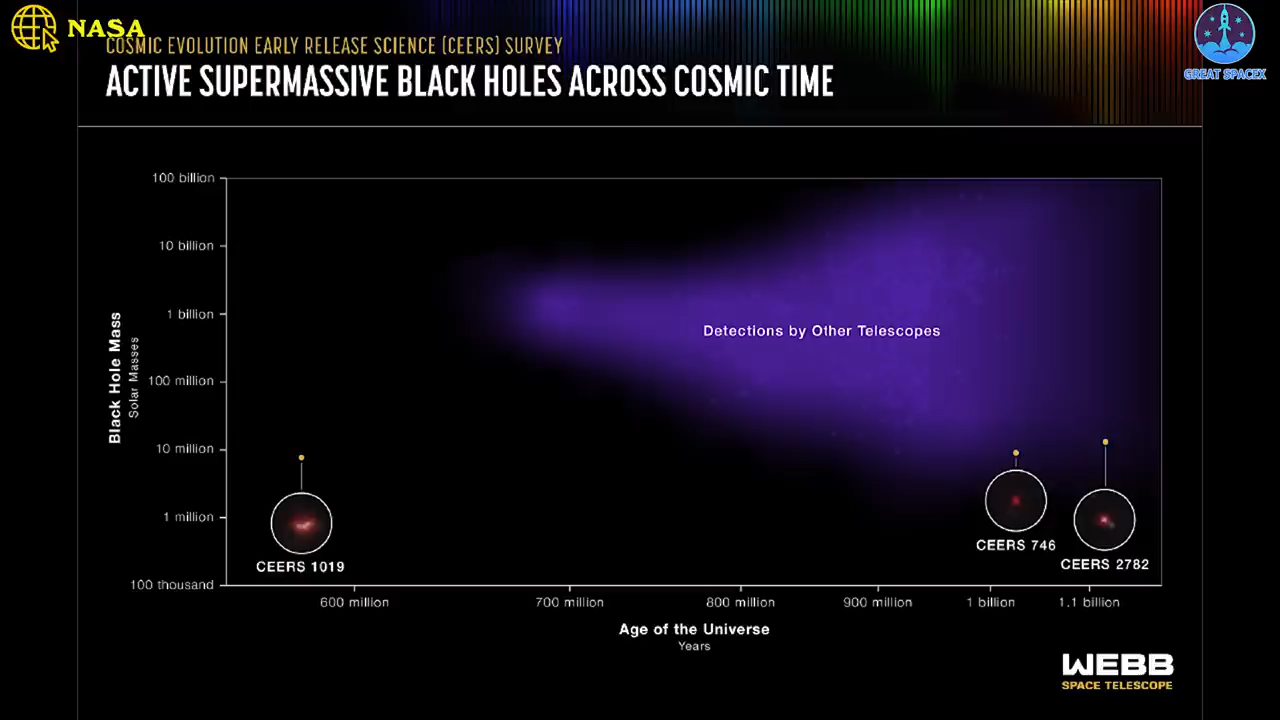 NASA
COSMIC EVOLUTION EARLY RELEASE SCIENCE (CEERS) SURVEY
GREAT SPACEX
ACTIVE SUPERMASSIVE BLACK HOLES ACROSS COSMIC TIME
100 billion
10 billion
1 billion
100 million
10 million
1 million
100 thousand
Black Hole Mass
Solar Masses
Detections by Other Telescopes
CEERS 1019
CEERS 746
CEERS 2782
600 million
700 million
800 million
900 million
1 billion
1.1 billion
Age of the Universe
Years
WEBB
SPACE TELESCOPE